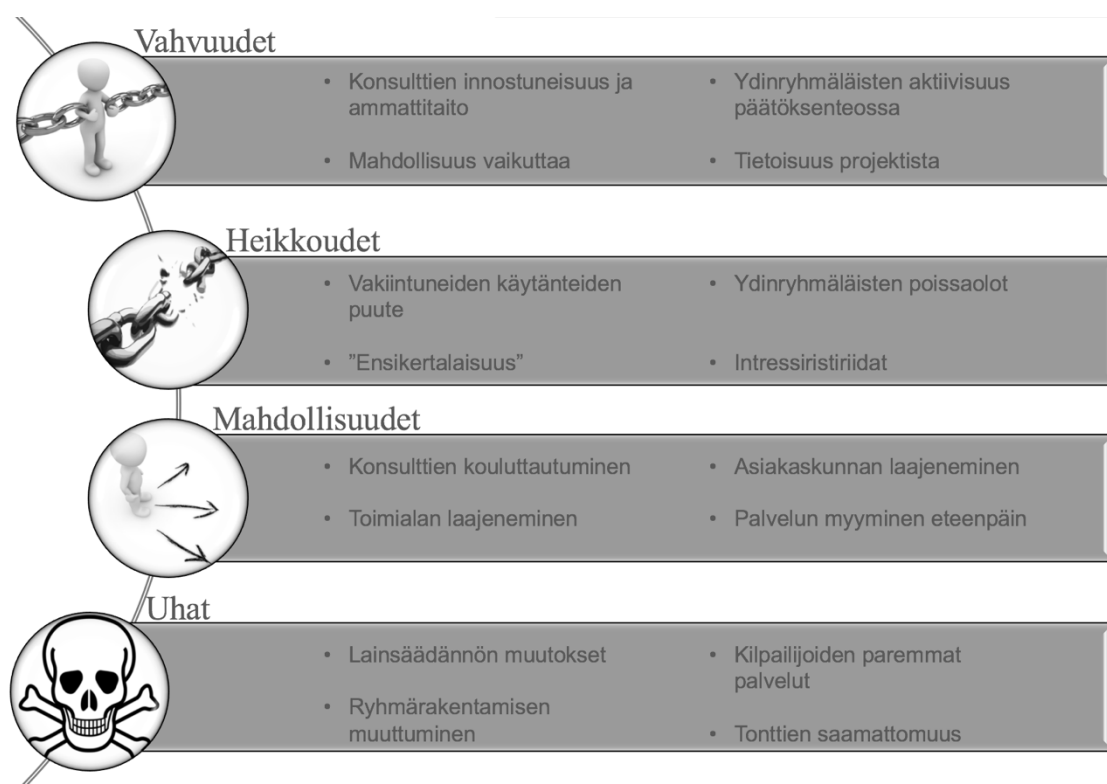 Vahvuudet
• Konsulttien innostuneisuus ja
ammattitaito
• Mahdollisuus vaikuttaa
• Ydinryhmäläisten aktiivisuus
päätöksenteossa
• Tietoisuus projektista
Heikkoudet
• Vakiintuneiden käytänteiden
puute
• ”Ensikertalaisuus”
• Ydinryhmäläisten poissaolot
• Intressiristiriidat
Mahdollisuudet
• Konsulttien kouluttautuminen
• Toimialan laajeneminen
• Asiakaskunnan laajeneminen
• Palvelun myyminen eteenpäin
Uhat
• Lainsäädännön muutokset
• Ryhmärakentamisen
muuttuminen
• Kilpailijoiden paremmat
palvelut
• Tonttien saamattomuus